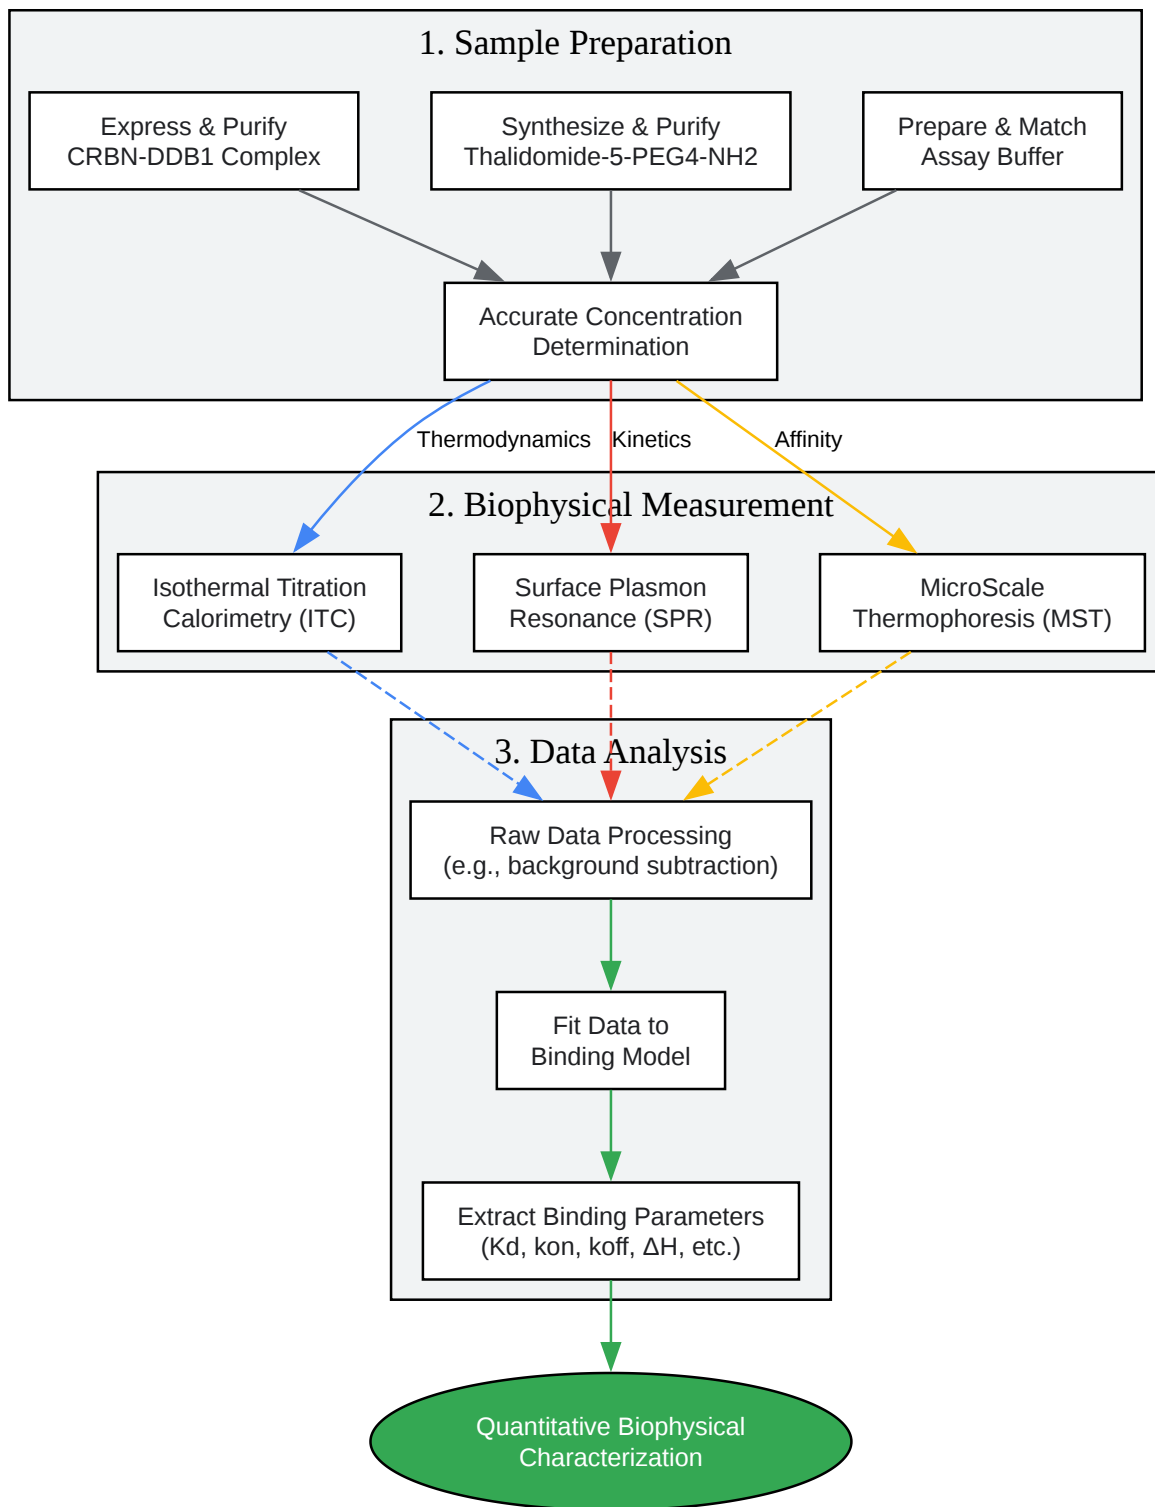 1. Sample Preparation
Express & Purify
CRBN-DDB1 Complex
Synthesize & Purify
Thalidomide-5-PEG4-NH2
Prepare & Match
Assay Buffer
Accurate Concentration
Determination
Thermodynamics
Kinetics
Affinity
2. Biophysical Measurement
Isothermal Titration
Calorimetry (ITC)
Surface Plasmon
Resonance (SPR)
MicroScale
Thermophoresis (MST)
3. Data Analysis
Raw Data Processing
(e.g., background subtraction)
Fit Data to
Binding Model
Extract Binding Parameters
(Kd, kon, koff, ΔH, etc.)
Quantitative Biophysical
Characterization